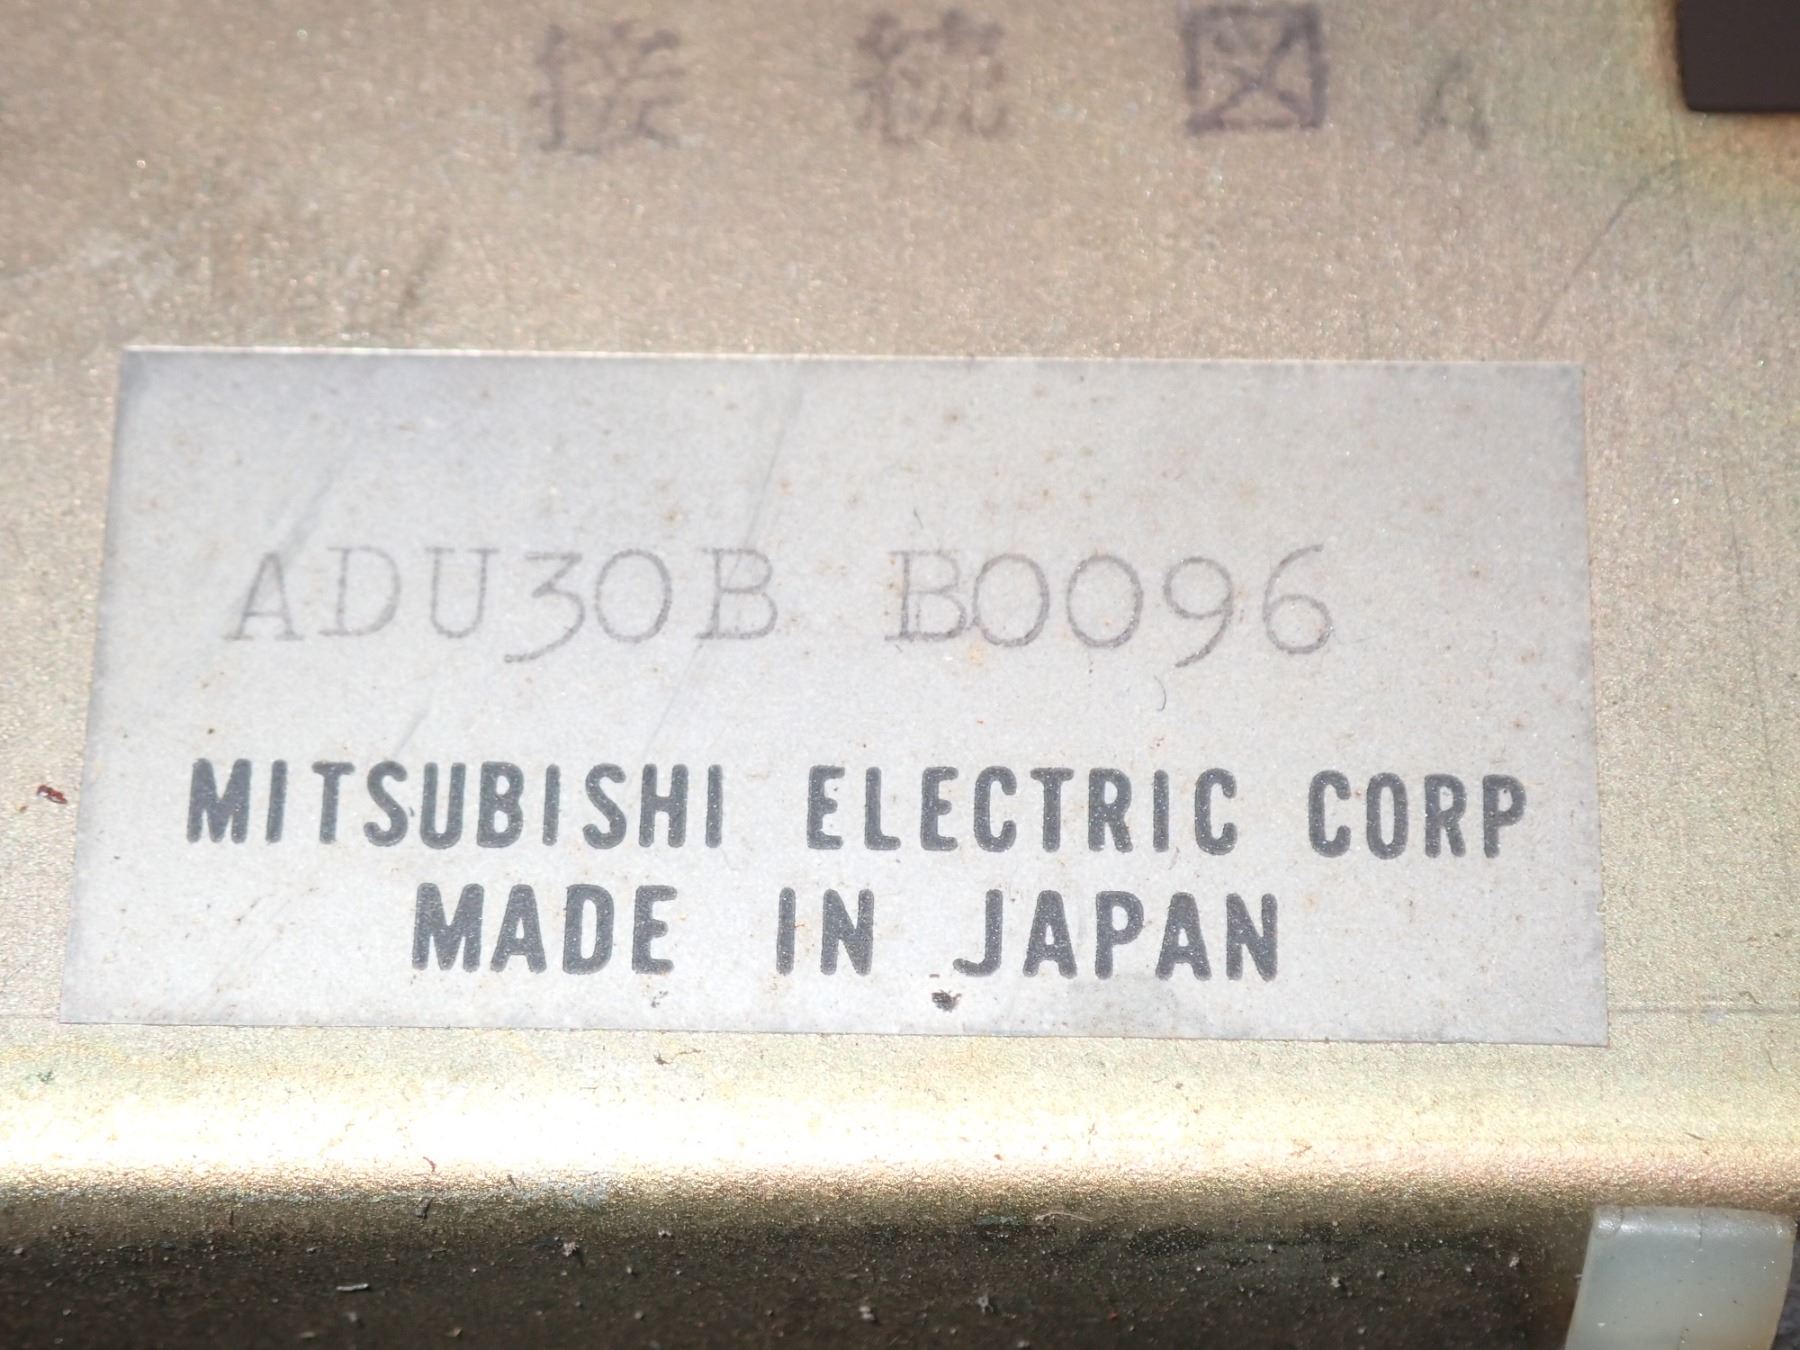 接続図 A
ADU30B B0096
MITSUBISHI ELECTRIC CORP
MADE IN JAPAN